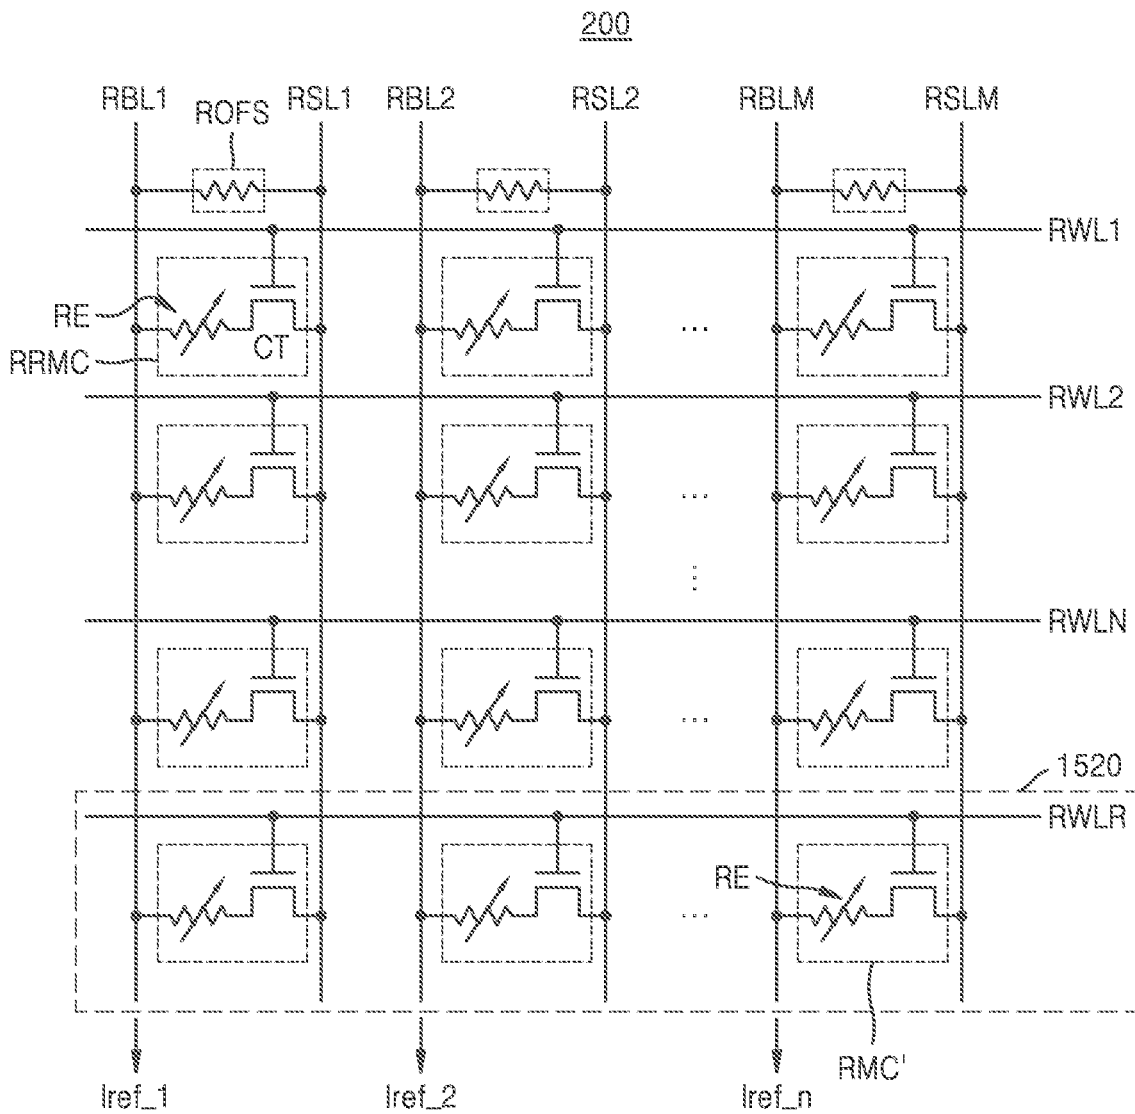 200
RBL1 RSL1 RBL2 RSL2 RBLM RSLM
ROFS
RWL1
RE
CT
RRMC
...
RWL2
...
...
RWLN
...
1520
RWLR
RE
...
RMC'
Iref_1 Iref_2 Iref_n